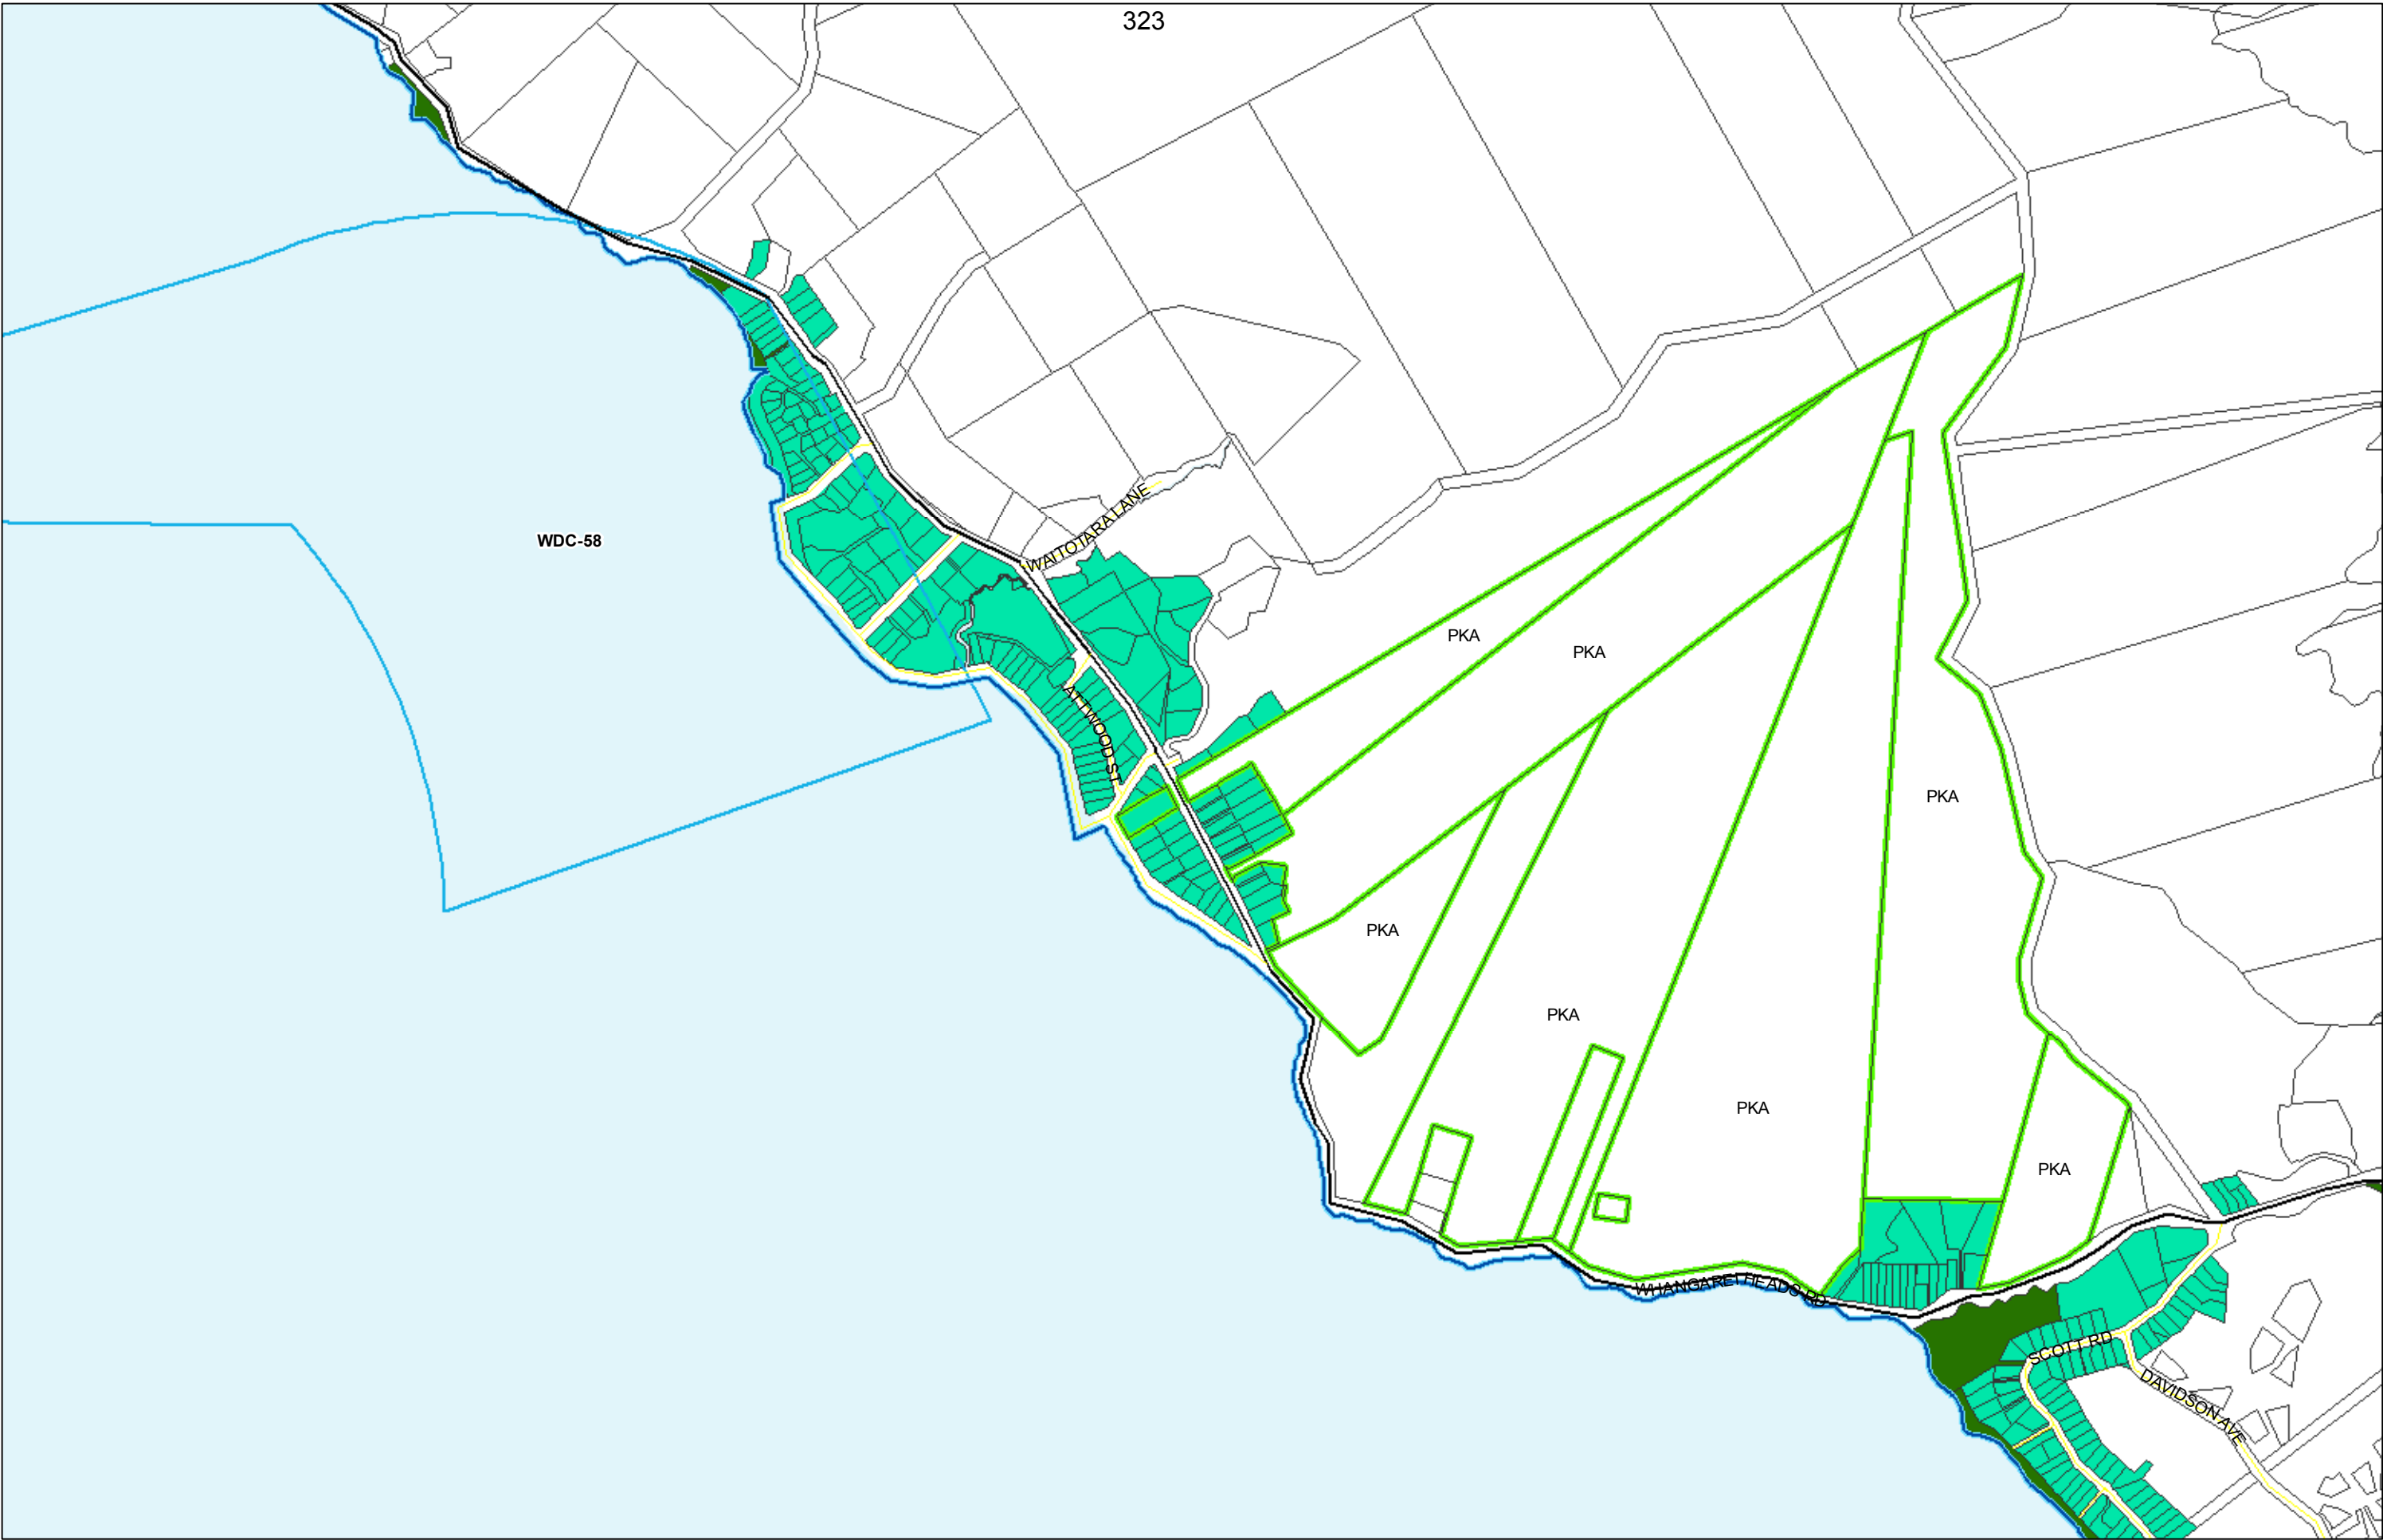 323
WAITOTARA LANE
WDC-58
PKA
PKA
ATTWOOD ST
PKA
PKA
PKA
PKA
PKA
WHANGAREI HEADS RD
SCOTT RD
DAVIDSON AVE